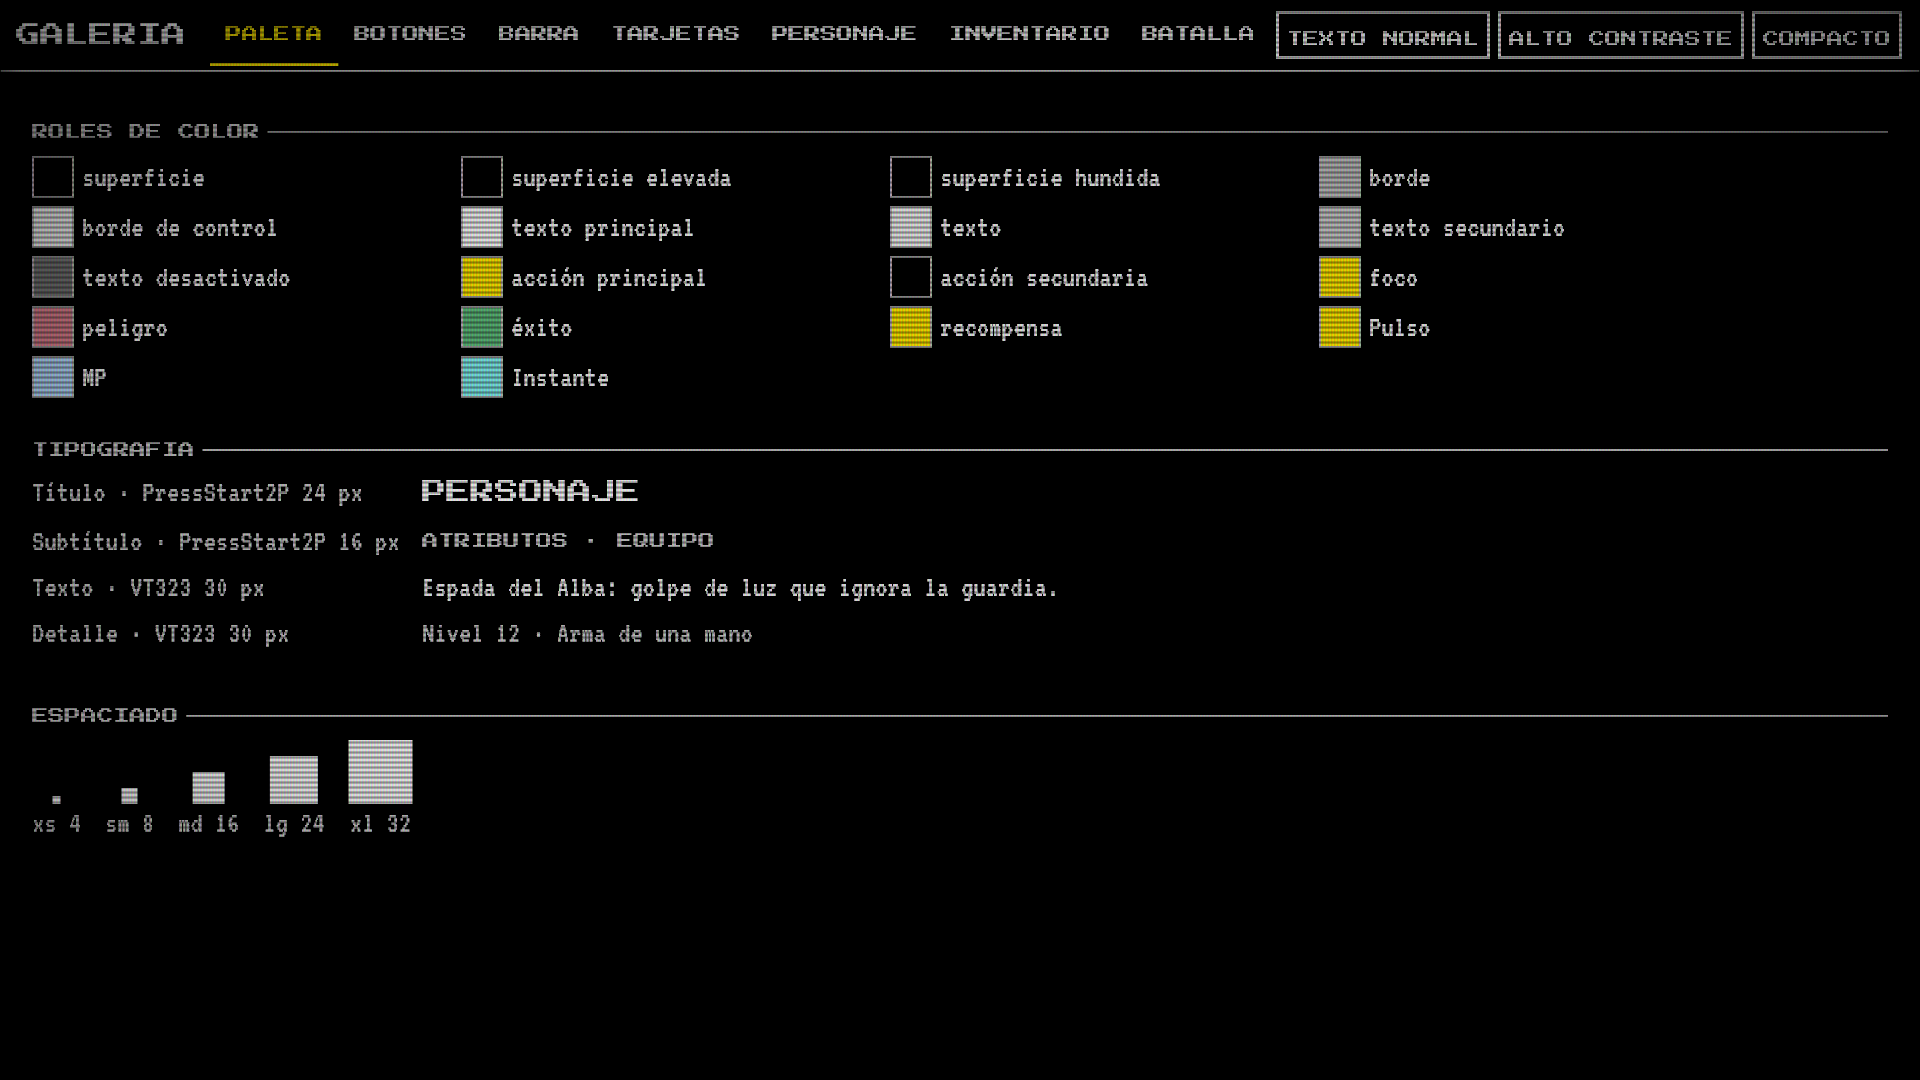 GALERIA PALETA BOTONES BARRA TARJETAS PERSONAJE INVENTARIO BATALLA TEXTO NORMAL ALTO CONTRASTE COMPACTO
ROLES DE COLOR
superficie superficie elevada superficie hundida borde
borde de control texto principal texto texto secundario
texto desactivado acción principal acción secundaria foco
peligro éxito recompensa Pulso
MP Instante
TIPOGRAFIA
Título · PressStart2P 24 px PERSONAJE
Subtítulo · PressStart2P 16 px ATRIBUTOS · EQUIPO
Texto · VT323 30 px Espada del Alba: golpe de luz que ignora la guardia.
Detalle · VT323 30 px Nivel 12 · Arma de una mano
ESPACIADO
xs 4 sm 8 md 16 lg 24 xl 32